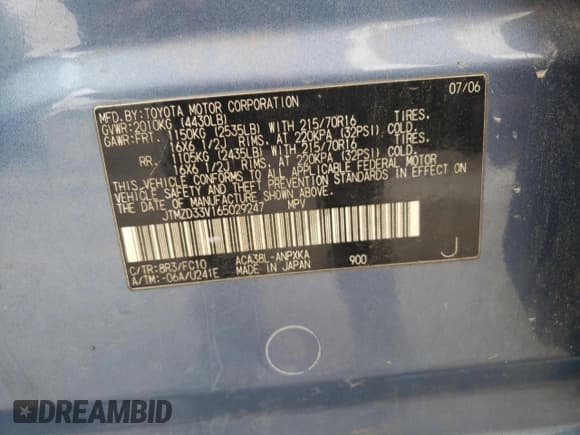 MFD.BY:TOYOTA MOTOR CORPORATION 07/06
GVWR:2010KG (4430LB)
GAWR:FRT. 1150KG (2535LB) WITH 215/70R16 TIRES.
16X6 1/2J RIMS. AT 220KPA (32PSI) COLD.
RR. 1105KG (2435LB) WITH 215/70R16 TIRES.
16X6 1/2J RIMS. AT 220KPA (32PSI) COLD.
THIS VEHICLE CONFORMS TO ALL APPLICABLE FEDERAL MOTOR
VEHICLE SAFETY AND THEFT PREVENTION STANDARDS IN EFFECT ON
THE DATE OF MANUFACTURE SHOWN ABOVE.
JTMZD33V165029247 MPV
C/TR:8R3/FC10 ACA38L-ANPXKA J
A/TM:-06A/U241E MADE IN JAPAN 900
DREAMBID